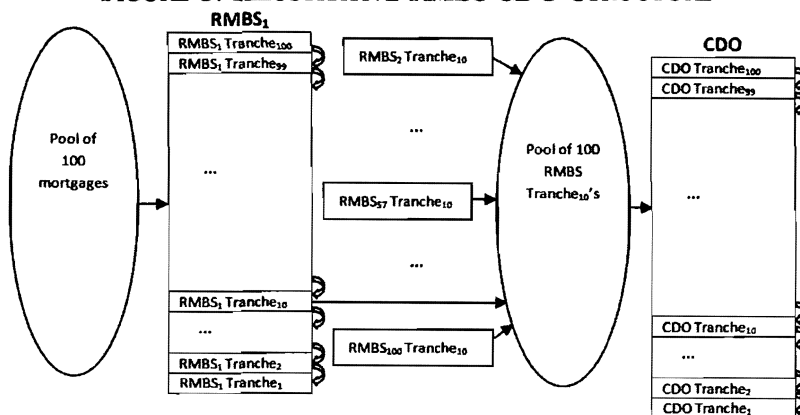 RMBS₁
CDO
Pool of
100
mortgages
RMBS₁ Tranche₁₀₀
RMBS₁ Tranche₉₉
...
RMBS₁ Tranche₁₀
...
RMBS₁ Tranche₂
RMBS₁ Tranche₁
RMBS₂ Tranche₁₀
...
RMBS₅₇ Tranche₁₀
...
RMBS₁₀₀ Tranche₁₀
Pool of 100
RMBS
Tranche₁₀'s
CDO Tranche₁₀₀
CDO Tranche₉₉
...
CDO Tranche₁₀
...
CDO Tranche₂
CDO Tranche₁